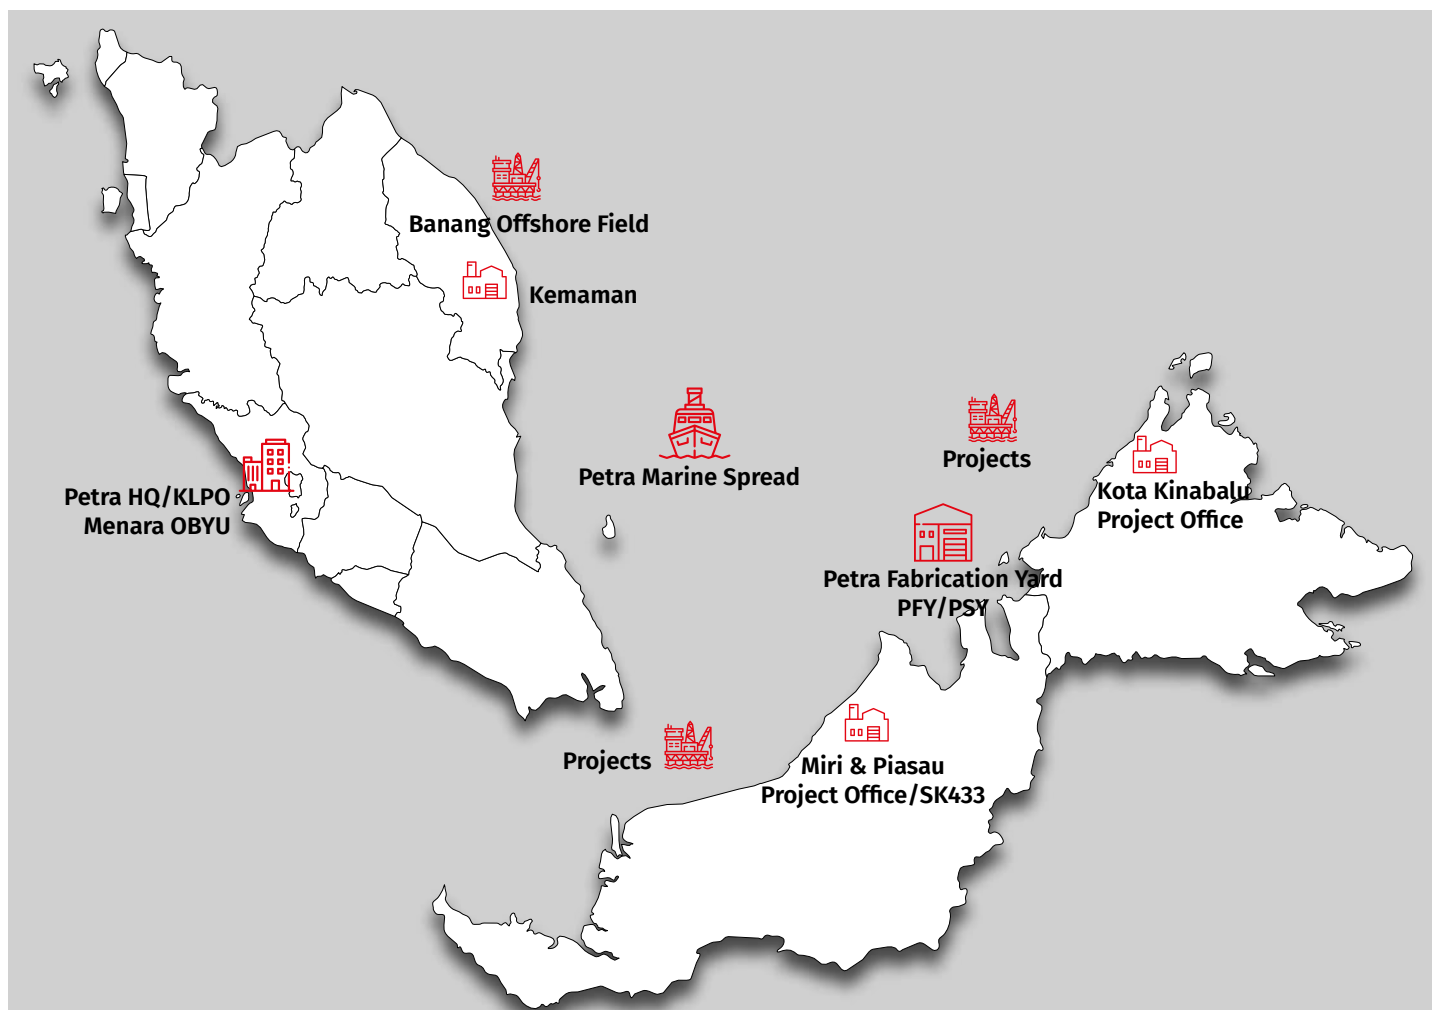 Banang Offshore Field
Kemaman
Petra Marine Spread
Projects
Kota Kinabalu
Project Office
Petra HQ/KLPO
Menara OBYU
Petra Fabrication Yard
PFY/PSY
Projects
Miri & Piasau
Project Office/SK433